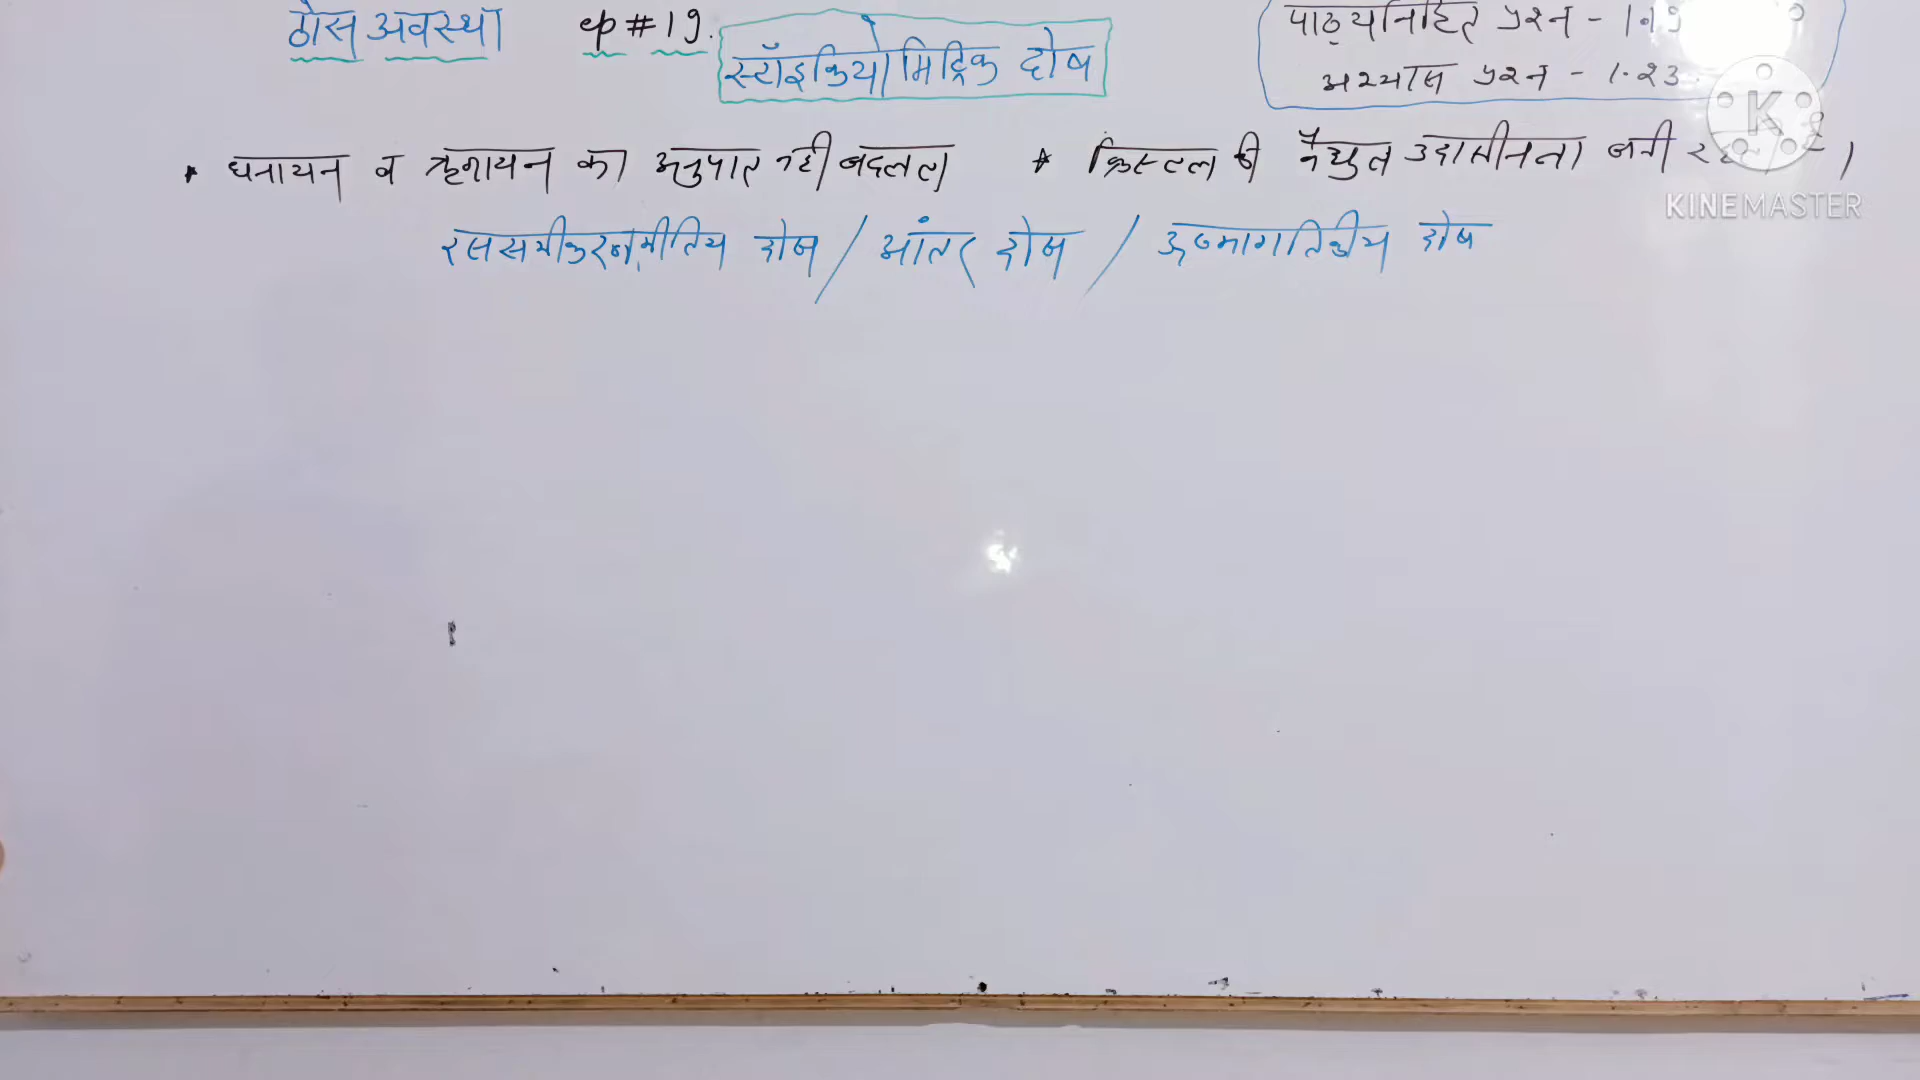 ठोस अवस्था ep # 19.
स्टॉइकियोमिट्रिक दोष
पाठ्यनिहित प्रश्न - 1.19
अभ्यास प्रश्न - 1.23
KINEMASTER
* धनायन व ऋणायन का अनुपात नही बदलता * क्रिस्टल की वैधुत उदासीनता बनी रहती है।
रससमीकरणमीतिय दोष / आंतर दोष / ऊष्मागतिकीय दोष